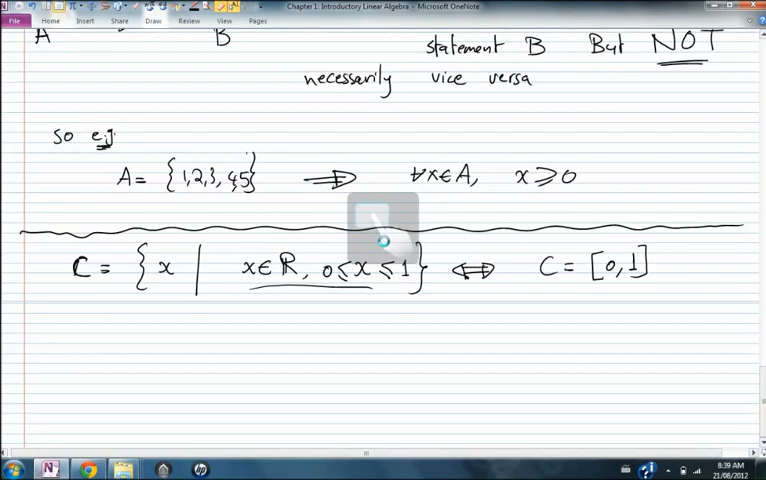 Chapter 1: Introductory Linear Algebra - Microsoft OneNote
File Home Insert Share Draw Review View Pages
A B statement B But NOT
necessarily vice versa
so e.g
A= {1,2,3,4,5} ⟹ ∀x∈A, x⩾0
C = { x | x∈ℝ, 0⩽x⩽1} ⟺ C = [0,1]
8:39 AM
21/08/2012